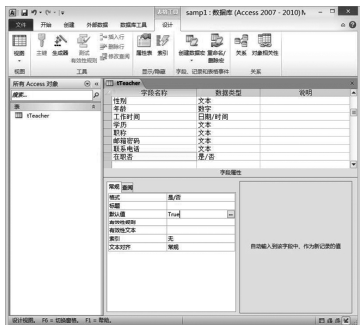 samp1 : 数据库 (Access 2007 - 2010) M...
文件 开始 创建 外部数据 数据库工具 设计
视图 主键 生成器 测试有效性规则 插入行 删除行 修改查阅 属性表 索引 创建数据宏 重命名/删除宏 关系 对象相关性
视图 工具 显示/隐藏 字段、记录和表格事件 关系
所有 Access 对象
搜索...
表
tTeacher
tTeacher
字段名称 数据类型 说明
性别 文本
年龄 数字
工作时间 日期/时间
学历 文本
职称 文本
邮箱密码 文本
联系电话 文本
在职否 是/否
字段属性
常规 查阅
格式 是/否
标题
默认值 True
有效性规则
有效性文本
索引 无
文本对齐 常规
自动输入到该字段中，作为新记录的值
设计视图。 F6 = 切换窗格。 F1 = 帮助。